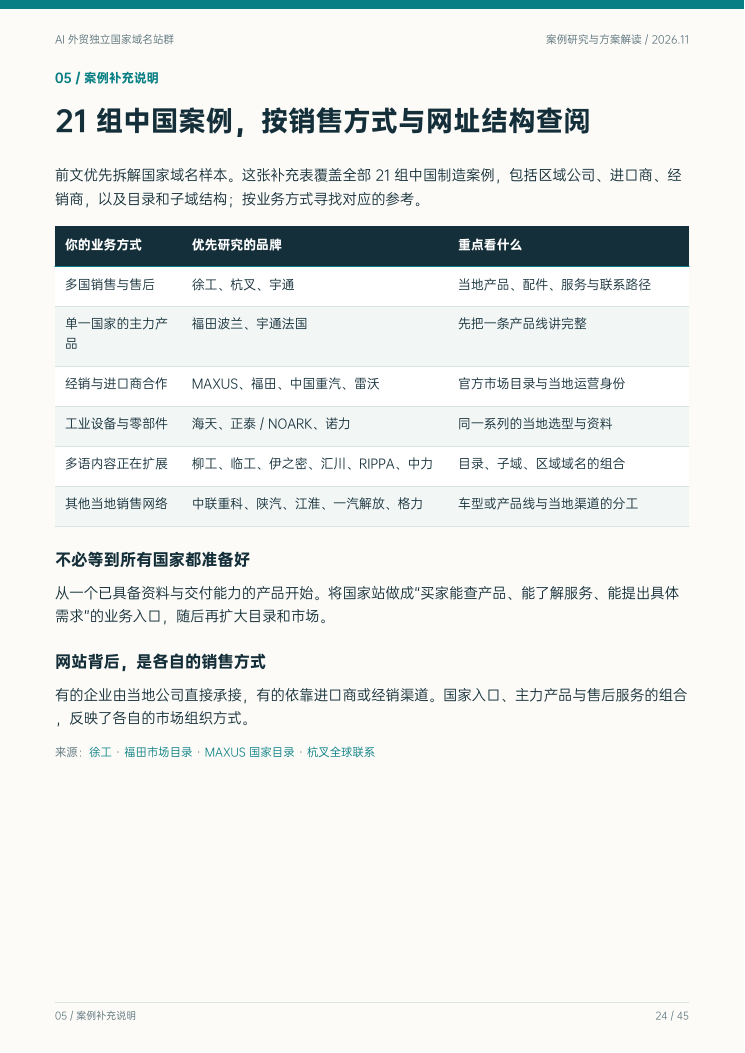 AI 外贸独立国家域名站群
案例研究与方案解读 / 2026.11
05 / 案例补充说明
21 组中国案例，按销售方式与网址结构查阅
前文优先拆解国家域名样本。这张补充表覆盖全部 21 组中国制造案例，包括区域公司、进口商、经
销商，以及目录和子域结构；按业务方式寻找对应的参考。
你的业务方式 优先研究的品牌 重点看什么
多国销售与售后 徐工、杭叉、宇通 当地产品、配件、服务与联系路径
单一国家的主力产 福田波兰、宇通法国 先把一条产品线讲完整
品
经销与进口商合作 MAXUS、福田、中国重汽、雷沃 官方市场目录与当地运营身份
工业设备与零部件 海天、正泰 / NOARK、诺力 同一系列的当地选型与资料
多语内容正在扩展 柳工、临工、伊之密、汇川、RIPPA、中力 目录、子域、区域域名的组合
其他当地销售网络 中联重科、陕汽、江淮、一汽解放、格力 车型或产品线与当地渠道的分工
不必等到所有国家都准备好
从一个已具备资料与交付能力的产品开始。将国家站做成“买家能查产品、能了解服务、能提出具体
需求”的业务入口，随后再扩大目录和市场。
网站背后，是各自的销售方式
有的企业由当地公司直接承接，有的依靠进口商或经销渠道。国家入口、主力产品与售后服务的组合
，反映了各自的市场组织方式。
来源：徐工 · 福田市场目录 · MAXUS 国家目录 · 杭叉全球联系
05 / 案例补充说明
24 / 45